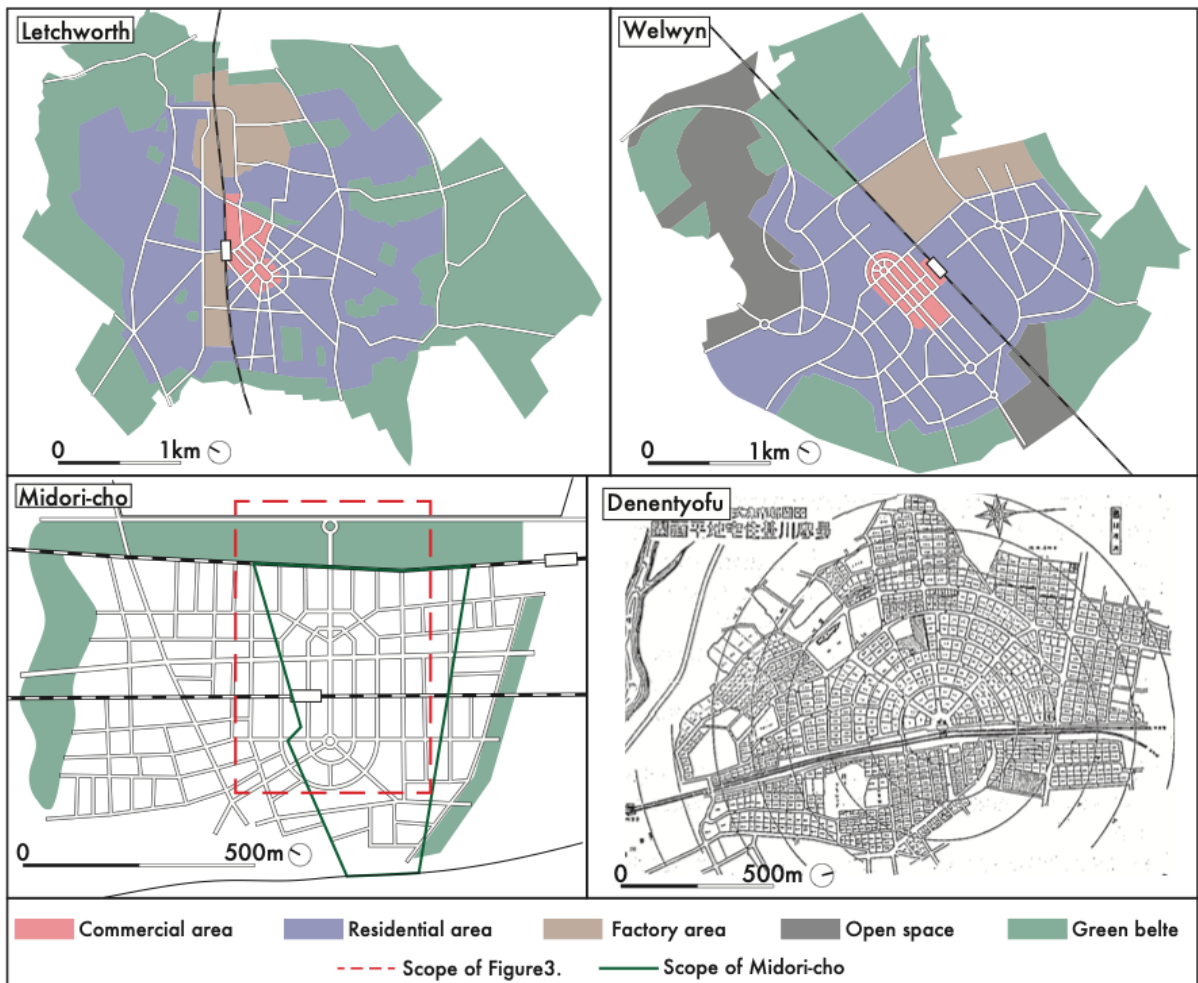 Letchworth
0 1km
Welwyn
0 1km
Midori-cho
0 500m
Denentyofu
0 500m
Commercial area
Residential area
Factory area
Open space
Green belte
Scope of Figure3.
Scope of Midori-cho